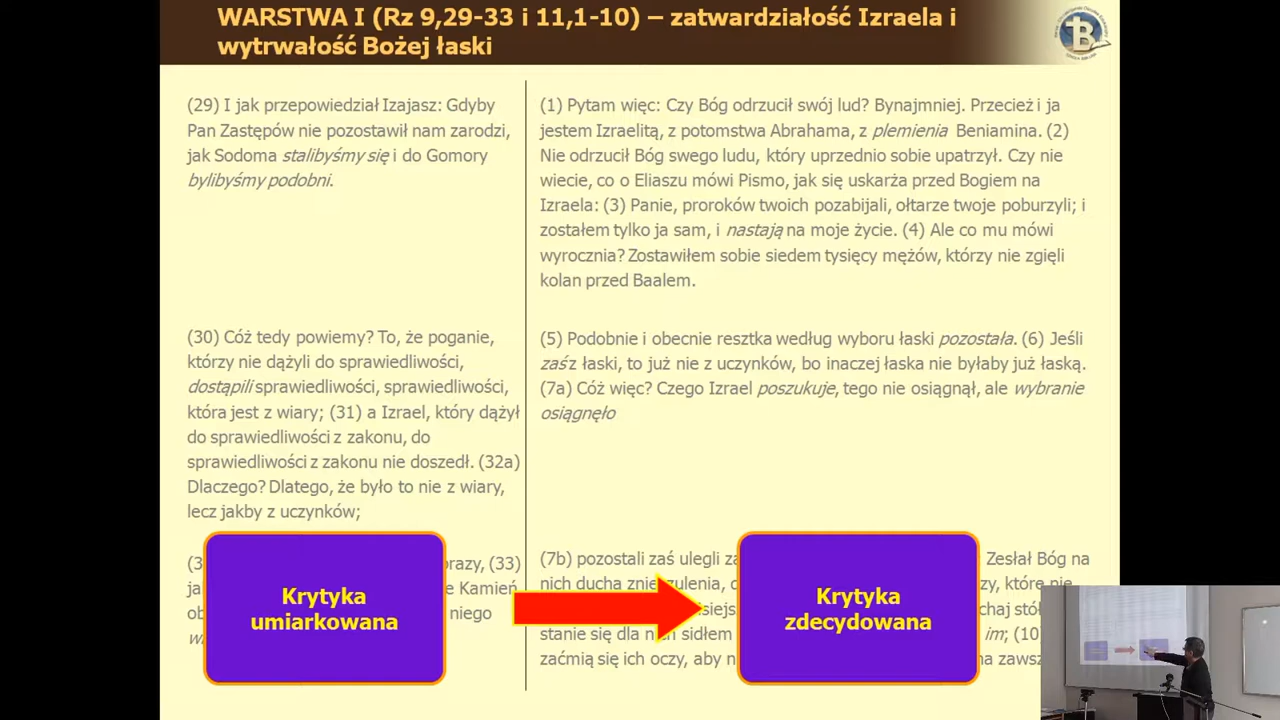 WARSTWA I (Rz 9,29-33 i 11,1-10) – zatwardziałość Izraela i
wytrwałość Bożej łaski
(29) I jak przepowiedział Izajasz: Gdyby
Pan Zastępów nie pozostawił nam zarodzi,
jak Sodoma stalibyśmy się i do Gomory
bylibyśmy podobni.
(30) Cóż tedy powiemy? To, że poganie,
którzy nie dążyli do sprawiedliwości,
dostąpili sprawiedliwości, sprawiedliwości,
która jest z wiary; (31) a Izrael, który dążył
do sprawiedliwości z zakonu, do
sprawiedliwości z zakonu nie doszedł. (32a)
Dlaczego? Dlatego, że było to nie z wiary,
lecz jakby z uczynków;
(33)
Kamień
niego
(1) Pytam więc: Czy Bóg odrzucił swój lud? Bynajmniej. Przecież i ja
jestem Izraelitą, z potomstwa Abrahama, z plemienia Beniamina. (2)
Nie odrzucił Bóg swego ludu, który uprzednio sobie upatrzył. Czy nie
wiecie, co o Eliaszu mówi Pismo, jak się uskarża przed Bogiem na
Izraela: (3) Panie, proroków twoich pozabijali, ołtarze twoje poburzyli; i
zostałem tylko ja sam, i nastają na moje życie. (4) Ale co mu mówi
wyrocznia? Zostawiłem sobie siedem tysięcy mężów, którzy nie zgięli
kolan przed Baalem.
(5) Podobnie i obecnie resztka według wyboru łaski pozostała. (6) Jeśli
zaś z łaski, to już nie z uczynków, bo inaczej łaska nie byłaby już łaską.
(7a) Cóż więc? Czego Izrael poszukuje, tego nie osiągnął, ale wybranie
osiągnęło
(7b) pozostali zaś ulegli Zesłał Bóg na
nich ducha które nie
stanie się dla nich sidłem im; (10
zaćmią się ich oczy, aby
Krytyka
umiarkowana
Krytyka
zdecydowana